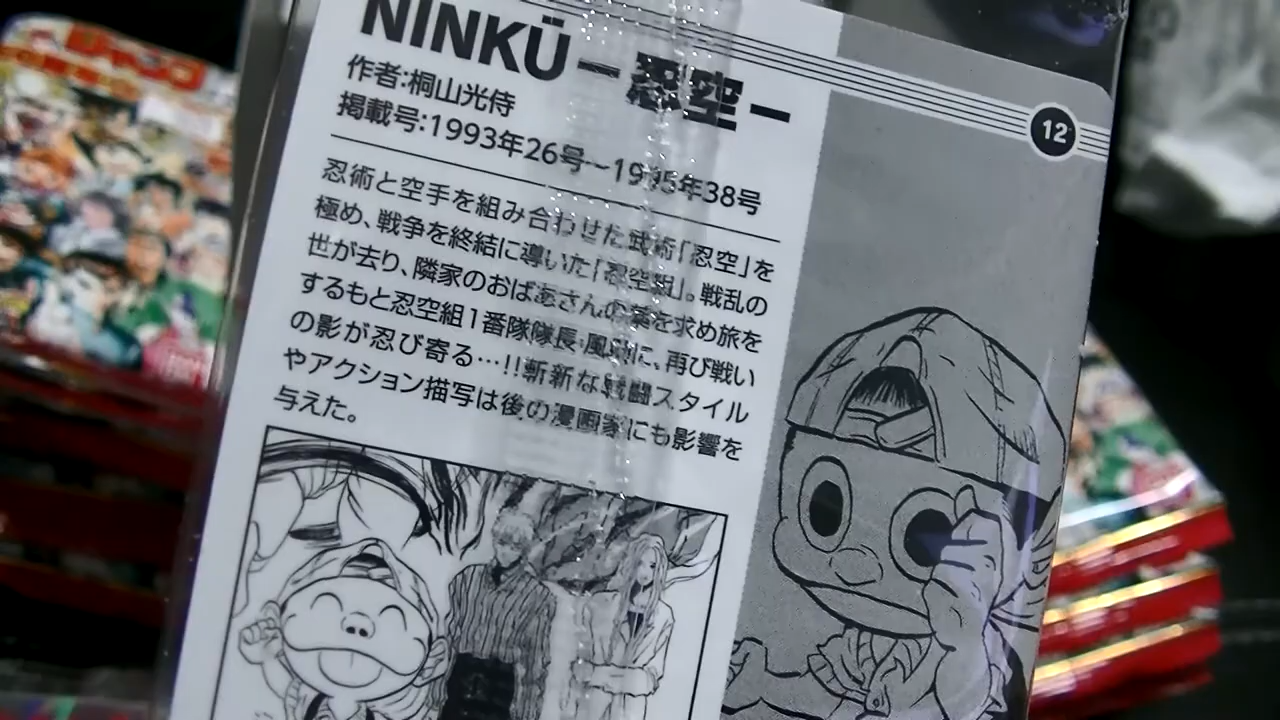 NINKŪ－忍空－
12
作者:桐山光侍
掲載号:1993年26号〜1995年38号
忍術と空手を組み合わせた武術「忍空」を
極め、戦争を終結に導いた「忍空組」。戦乱の
世が去り、隣家のおばあさんの薬を求め旅を
するもと忍空組1番隊隊長・風助に、再び戦い
の影が忍び寄る…!!斬新な戦闘スタイル
やアクション描写は後の漫画家にも影響を
与えた。
ジャンプ